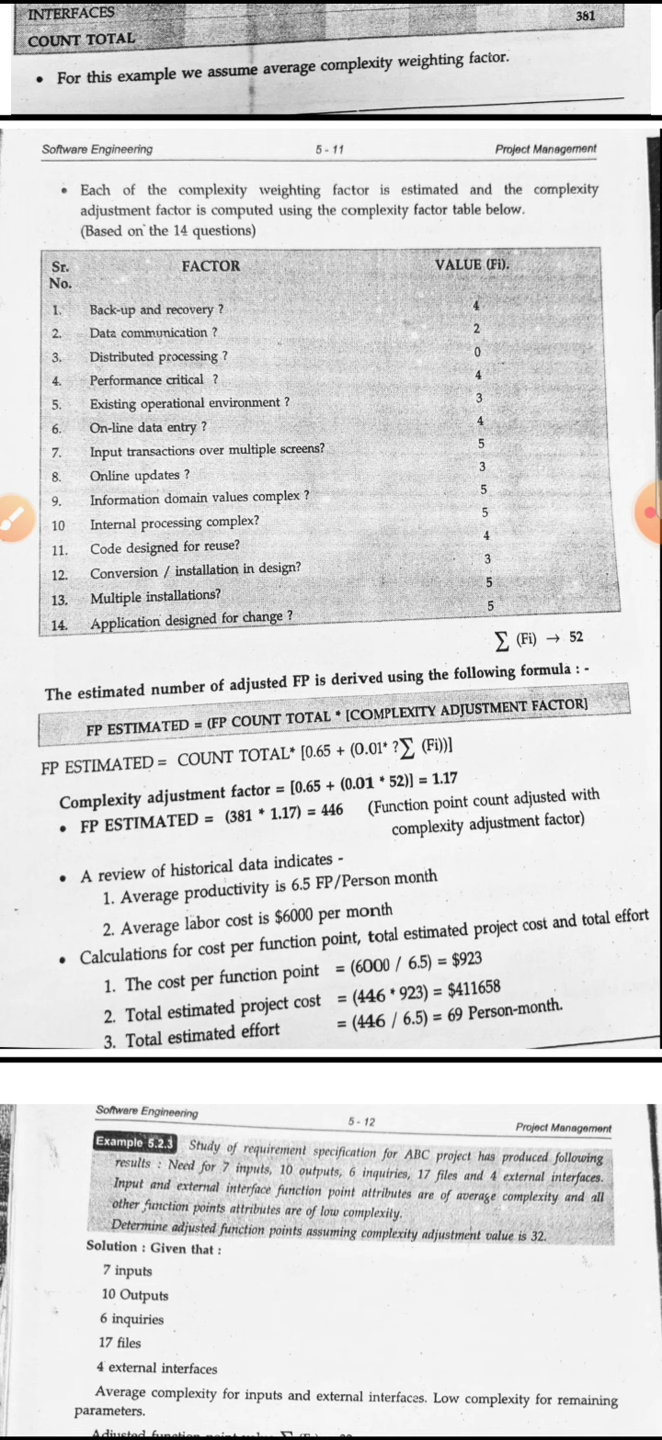 INTERFACES
381
COUNT TOTAL
• For this example we assume average complexity weighting factor.
Software Engineering 5 - 11 Project Management
• Each of the complexity weighting factor is estimated and the complexity
adjustment factor is computed using the complexity factor table below.
(Based on the 14 questions)
Sr. No. FACTOR VALUE (Fi).
1. Back-up and recovery ? 4
2. Data communication ? 2
3. Distributed processing ? 0
4. Performance critical ? 4
5. Existing operational environment ? 3
6. On-line data entry ? 4
7. Input transactions over multiple screens? 5
8. Online updates ? 3
9. Information domain values complex ? 5
10 Internal processing complex? 5
11. Code designed for reuse? 4
12. Conversion / installation in design? 3
13. Multiple installations? 5
14. Application designed for change ? 5
∑ (Fi) → 52
The estimated number of adjusted FP is derived using the following formula : -
FP ESTIMATED = (FP COUNT TOTAL * [COMPLEXITY ADJUSTMENT FACTOR]
FP ESTIMATED = COUNT TOTAL* [0.65 + (0.01* ?∑ (Fi))]
Complexity adjustment factor = [0.65 + (0.01 * 52)] = 1.17
• FP ESTIMATED = (381 * 1.17) = 446 (Function point count adjusted with
complexity adjustment factor)
• A review of historical data indicates -
1. Average productivity is 6.5 FP/Person month
2. Average labor cost is $6000 per month
• Calculations for cost per function point, total estimated project cost and total effort
1. The cost per function point = (6000 / 6.5) = $923
2. Total estimated project cost = (446 * 923) = $411658
3. Total estimated effort = (446 / 6.5) = 69 Person-month.
Software Engineering 5 - 12 Project Management
Example 5.2.3 Study of requirement specification for ABC project has produced following
results : Need for 7 inputs, 10 outputs, 6 inquiries, 17 files and 4 external interfaces.
Input and external interface function point attributes are of average complexity and all
other function points attributes are of low complexity.
Determine adjusted function points assuming complexity adjustment value is 32.
Solution : Given that :
7 inputs
10 Outputs
6 inquiries
17 files
4 external interfaces
Average complexity for inputs and external interfaces. Low complexity for remaining
parameters.